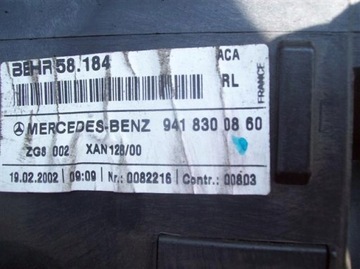 BEHR 58.184
ACA
RL
FRANCE
MERCEDES-BENZ 941 830 08 60
ZG8 002 XAN128/00
19.02.2002 09:09 Nr.: 0082216 Contr.: 00803